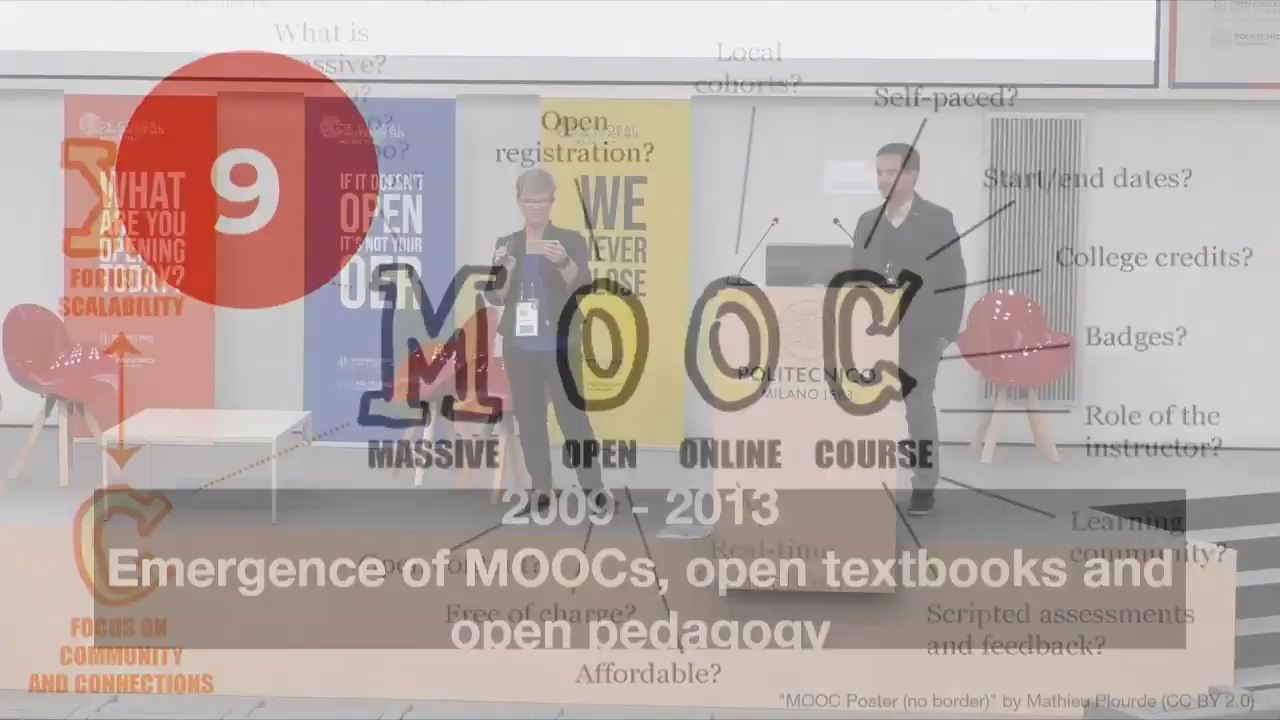 What is
Local
cohorts?
Self-paced?
Open
registration?
Start/end dates?
College credits?
Badges?
Role of the
instructor?
Learning
community?
Scripted assessments
and feedback?
Real-time
Free of charge?
Affordable?
9
X
FOCUS ON
SCALABILITY
C
FOCUS ON
COMMUNITY
AND CONNECTIONS
WHAT
ARE YOU
OPENING
TODAY?
IF IT DOESN'T
OPEN
IT'S NOT YOUR
OER
WE
NEVER
LOSE
MOOC
MASSIVE OPEN ONLINE COURSE
POLITECNICO
MILANO 1863
2009 - 2013
Emergence of MOOCs, open textbooks and
open pedagogy
"MOOC Poster (no border)" by Mathieu Plourde (CC BY 2.0)